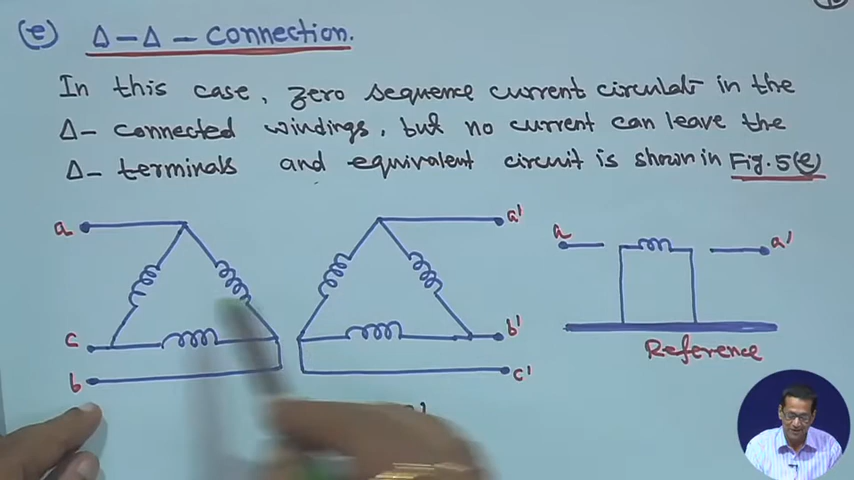 (e) Δ-Δ-Connection.
In this case, zero sequence current circulats in the
Δ- connected windings, but no current can leave the
Δ- terminals and equivalent circuit is shown in Fig.5(e)
a a' a a'
c b'
b c'
Reference